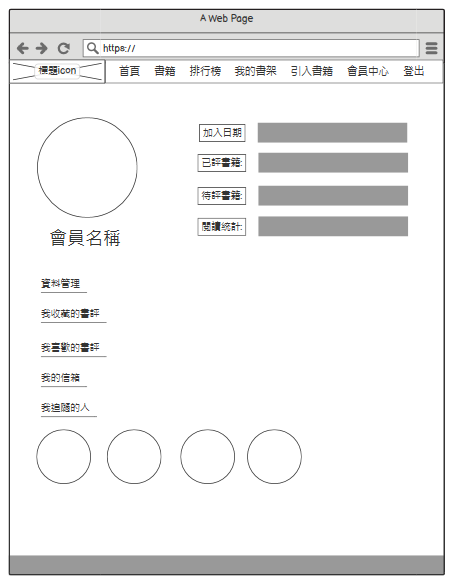 A Web Page
https://
標題icon 首頁 書籍 排行榜 我的書架 引入書籍 會員中心 登出
加入日期
已評書籍:
待評書籍:
閱讀統計:
會員名稱
資料管理
我收藏的書評
我喜歡的書評
我的信箱
我追隨的人